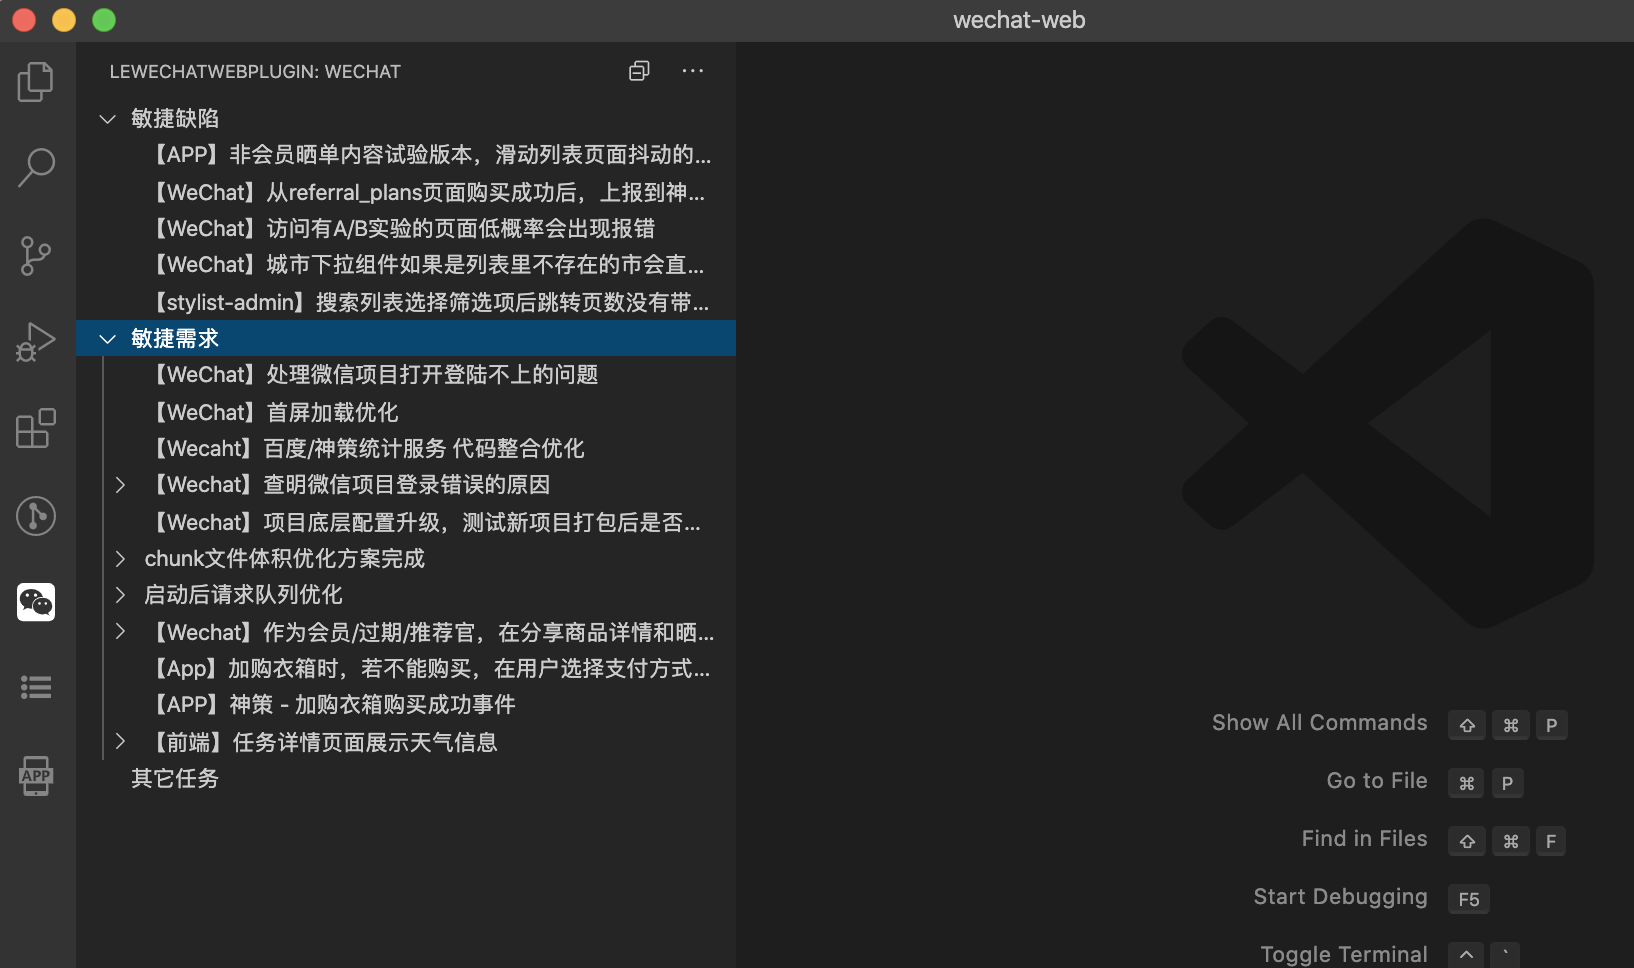 wechat-web
LEWECHATWEBPLUGIN: WECHAT
敏捷缺陷
【APP】非会员晒单内容试验版本，滑动列表页面抖动的...
【WeChat】从referral_plans页面购买成功后，上报到神...
【WeChat】访问有A/B实验的页面低概率会出现报错
【WeChat】城市下拉组件如果是列表里不存在的市会直...
【stylist-admin】搜索列表选择筛选项后跳转页数没有带...
敏捷需求
【WeChat】处理微信项目打开登陆不上的问题
【WeChat】首屏加载优化
【Wecaht】百度/神策统计服务 代码整合优化
【Wechat】查明微信项目登录错误的原因
【Wechat】项目底层配置升级，测试新项目打包后是否...
chunk文件体积优化方案完成
启动后请求队列优化
【Wechat】作为会员/过期/推荐官，在分享商品详情和晒...
【App】加购衣箱时，若不能购买，在用户选择支付方式...
【APP】神策 - 加购衣箱购买成功事件
【前端】任务详情页面展示天气信息
其它任务
APP
Show All Commands ⇧ ⌘ P
Go to File ⌘ P
Find in Files ⇧ ⌘ F
Start Debugging F5
Toggle Terminal ^ `